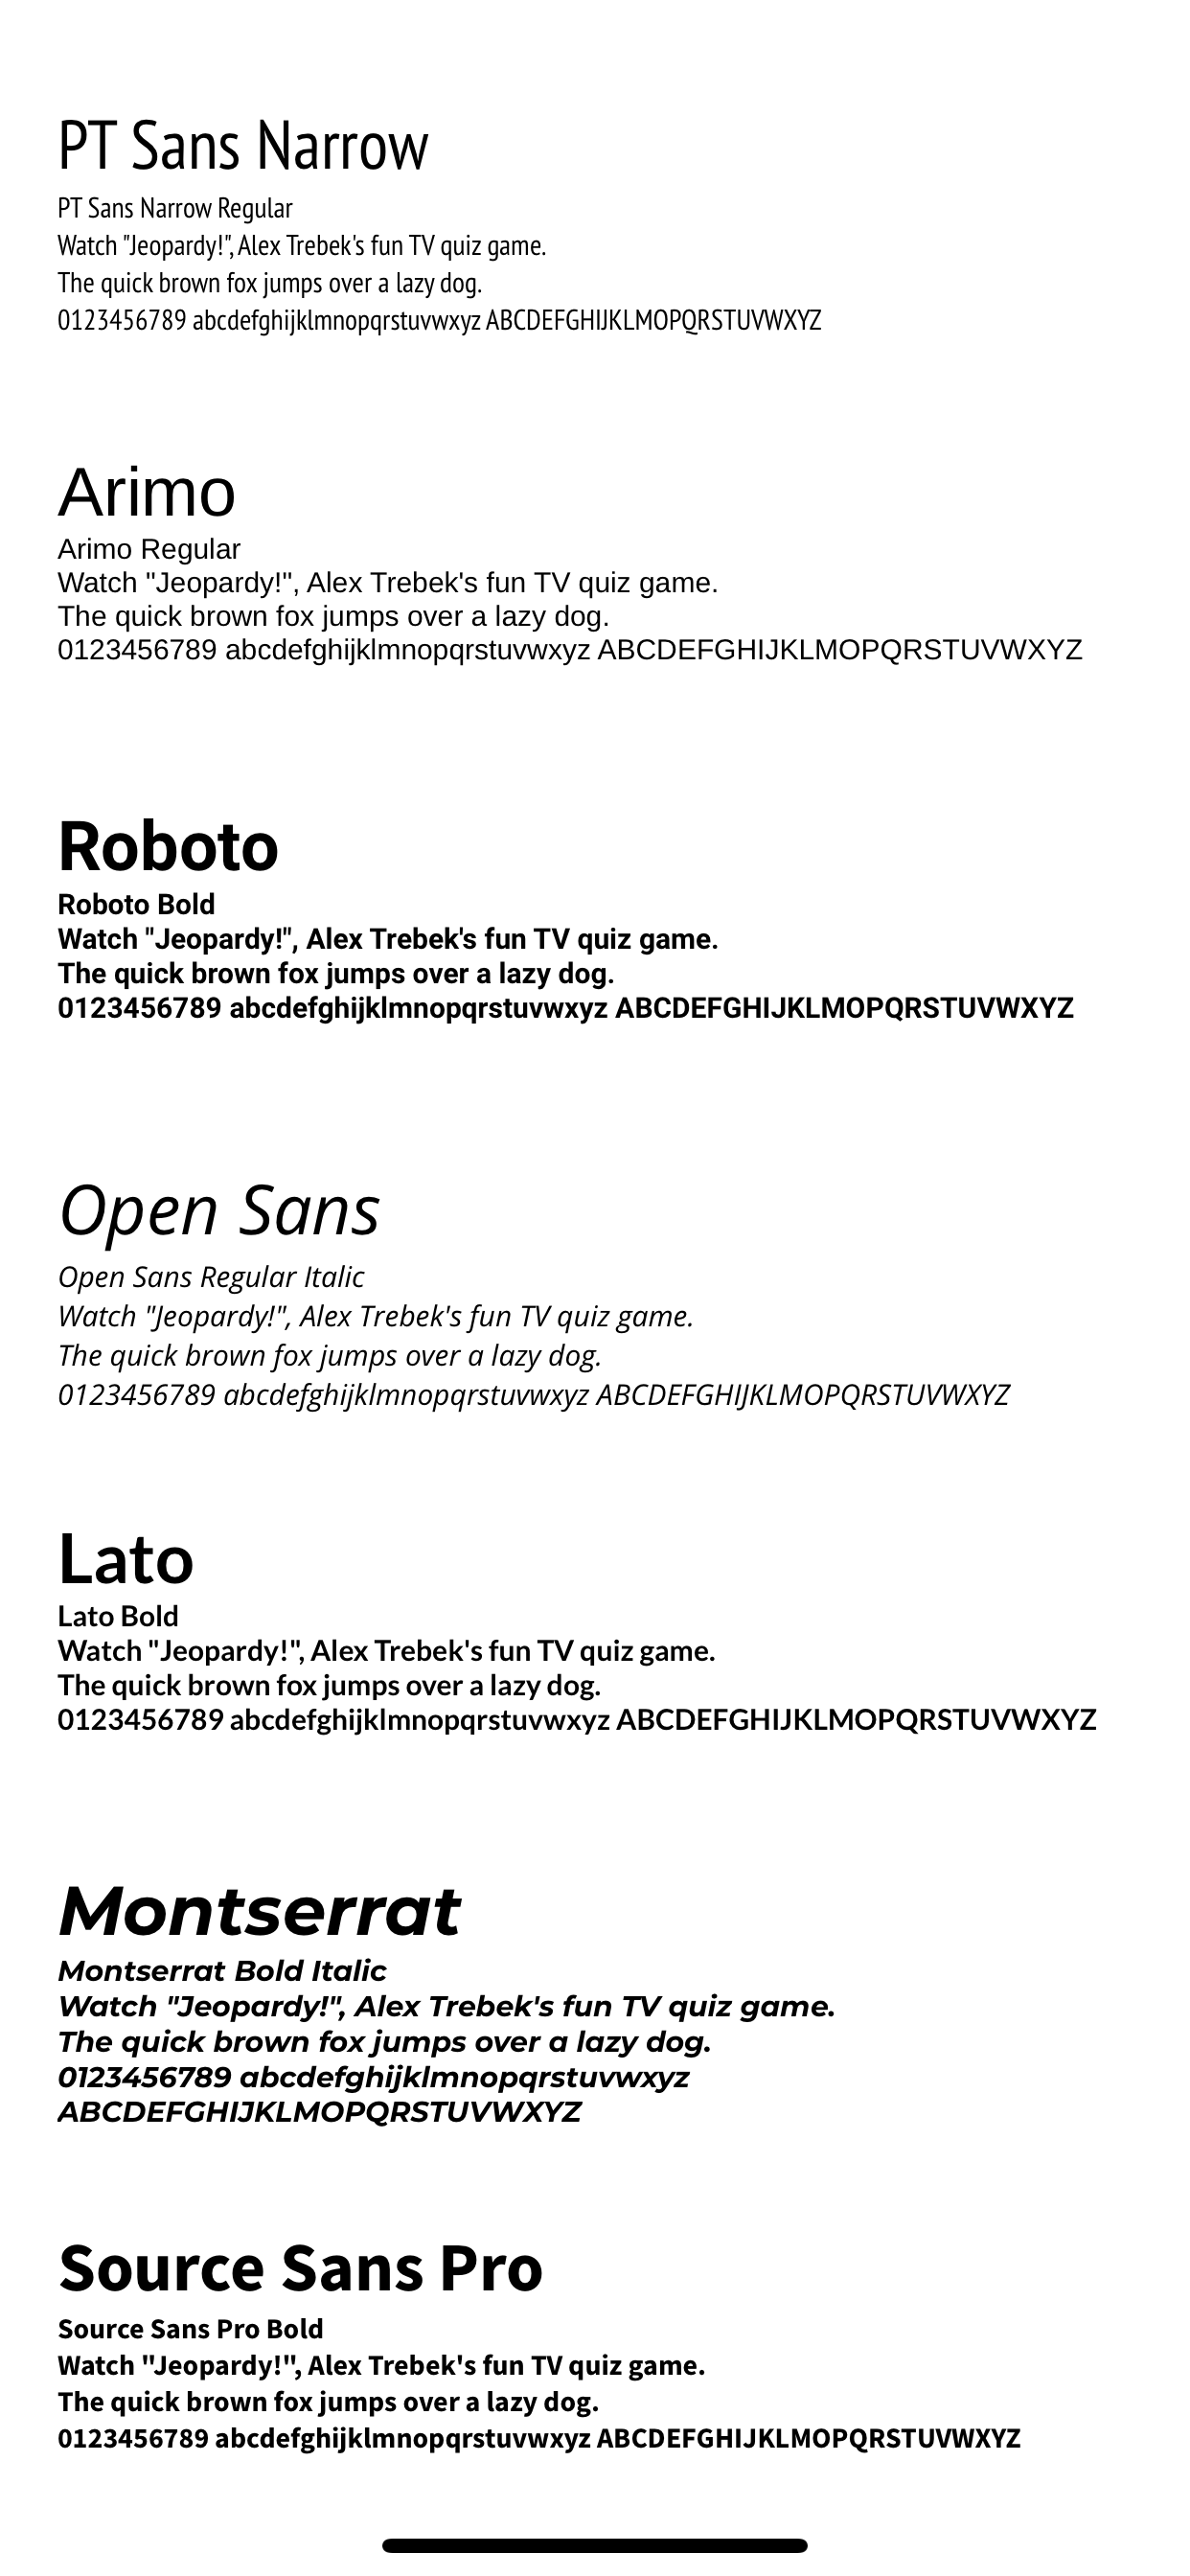 PT Sans Narrow
PT Sans Narrow Regular
Watch "Jeopardy!", Alex Trebek's fun TV quiz game.
The quick brown fox jumps over a lazy dog.
0123456789 abcdefghijklmnopqrstuvwxyz ABCDEFGHIJKLMOPQRSTUVWXYZ
Arimo
Arimo Regular
Watch "Jeopardy!", Alex Trebek's fun TV quiz game.
The quick brown fox jumps over a lazy dog.
0123456789 abcdefghijklmnopqrstuvwxyz ABCDEFGHIJKLMOPQRSTUVWXYZ
Roboto
Roboto Bold
Watch "Jeopardy!", Alex Trebek's fun TV quiz game.
The quick brown fox jumps over a lazy dog.
0123456789 abcdefghijklmnopqrstuvwxyz ABCDEFGHIJKLMOPQRSTUVWXYZ
Open Sans
Open Sans Regular Italic
Watch "Jeopardy!", Alex Trebek's fun TV quiz game.
The quick brown fox jumps over a lazy dog.
0123456789 abcdefghijklmnopqrstuvwxyz ABCDEFGHIJKLMOPQRSTUVWXYZ
Lato
Lato Bold
Watch "Jeopardy!", Alex Trebek's fun TV quiz game.
The quick brown fox jumps over a lazy dog.
0123456789 abcdefghijklmnopqrstuvwxyz ABCDEFGHIJKLMOPQRSTUVWXYZ
Montserrat
Montserrat Bold Italic
Watch "Jeopardy!", Alex Trebek's fun TV quiz game.
The quick brown fox jumps over a lazy dog.
0123456789 abcdefghijklmnopqrstuvwxyz
ABCDEFGHIJKLMOPQRSTUVWXYZ
Source Sans Pro
Source Sans Pro Bold
Watch "Jeopardy!", Alex Trebek's fun TV quiz game.
The quick brown fox jumps over a lazy dog.
0123456789 abcdefghijklmnopqrstuvwxyz ABCDEFGHIJKLMOPQRSTUVWXYZ